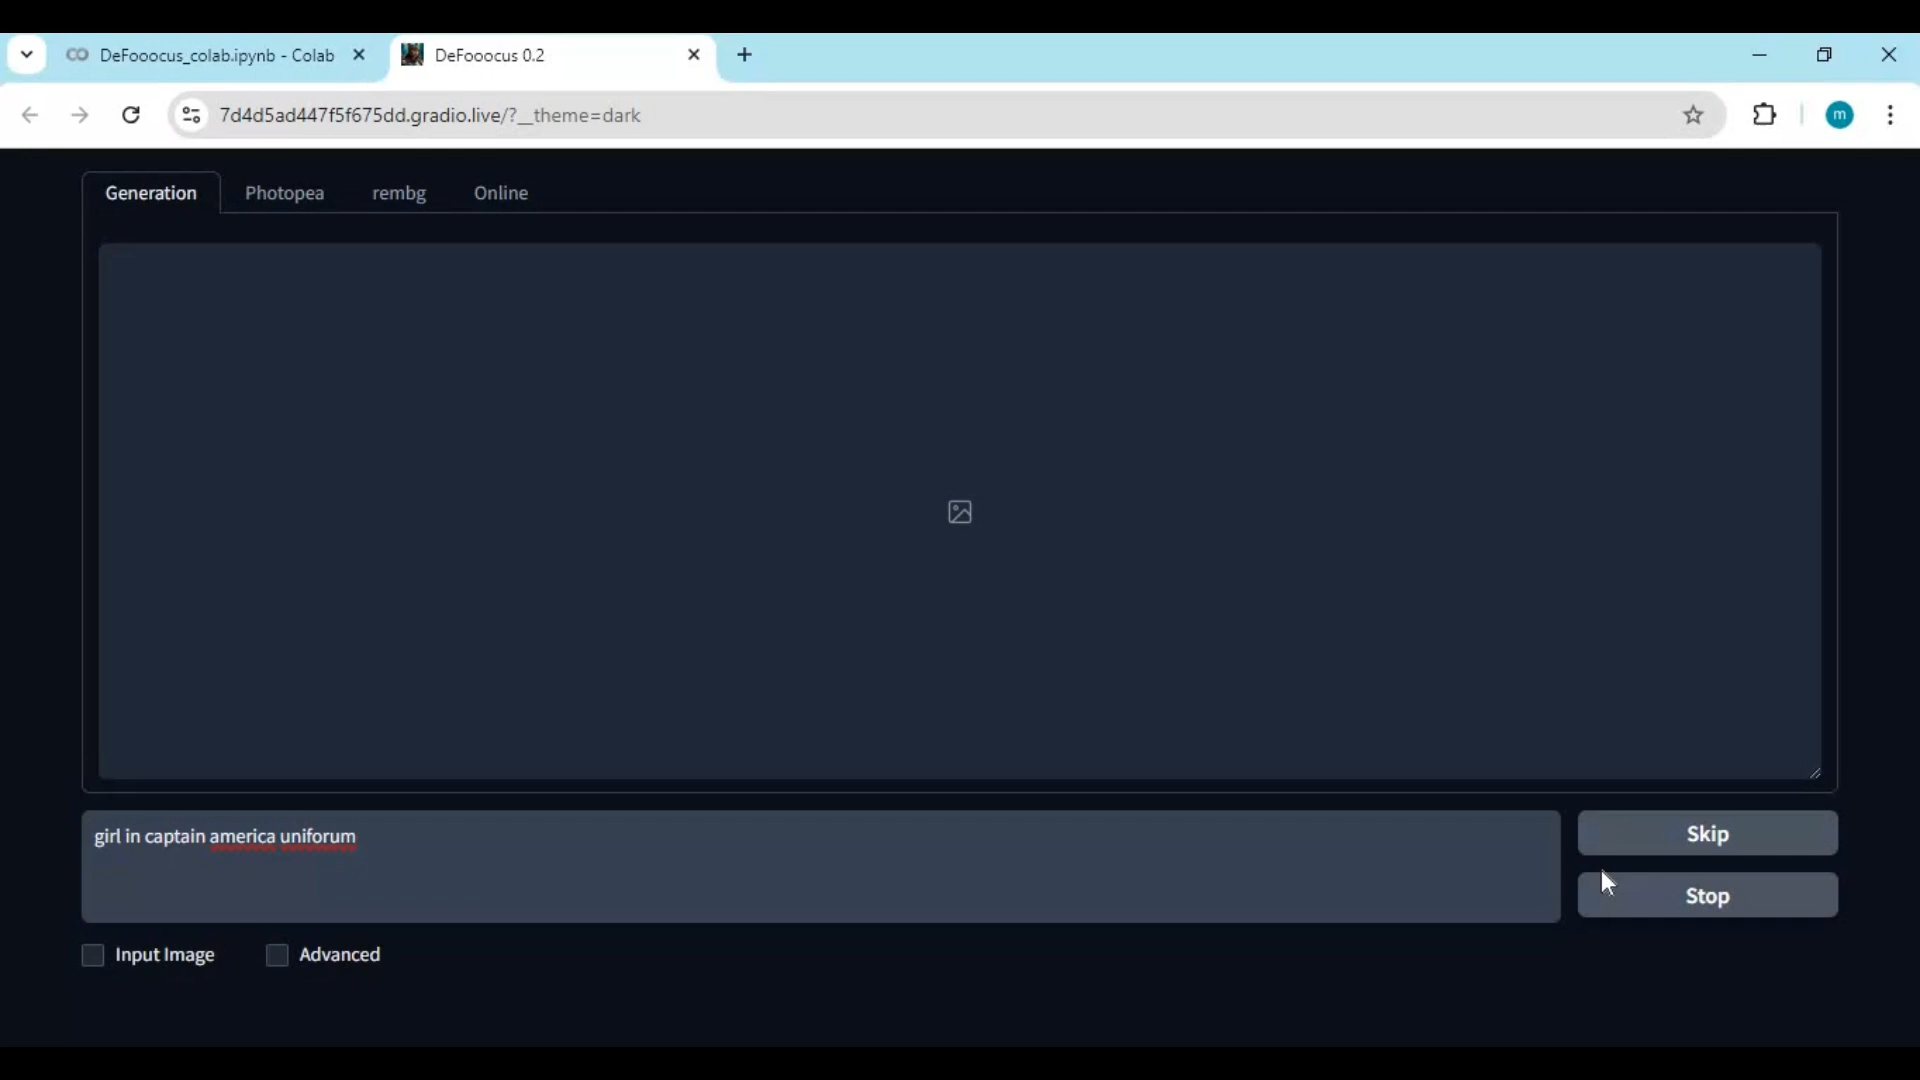 DeFooocus_colab.ipynb - Colab
DeFooocus 0.2
7d4d5ad447f5f675dd.gradio.live/?__theme=dark
m
Generation
Photopea
rembg
Online
girl in captain america uniforum
Skip
Stop
Input Image
Advanced